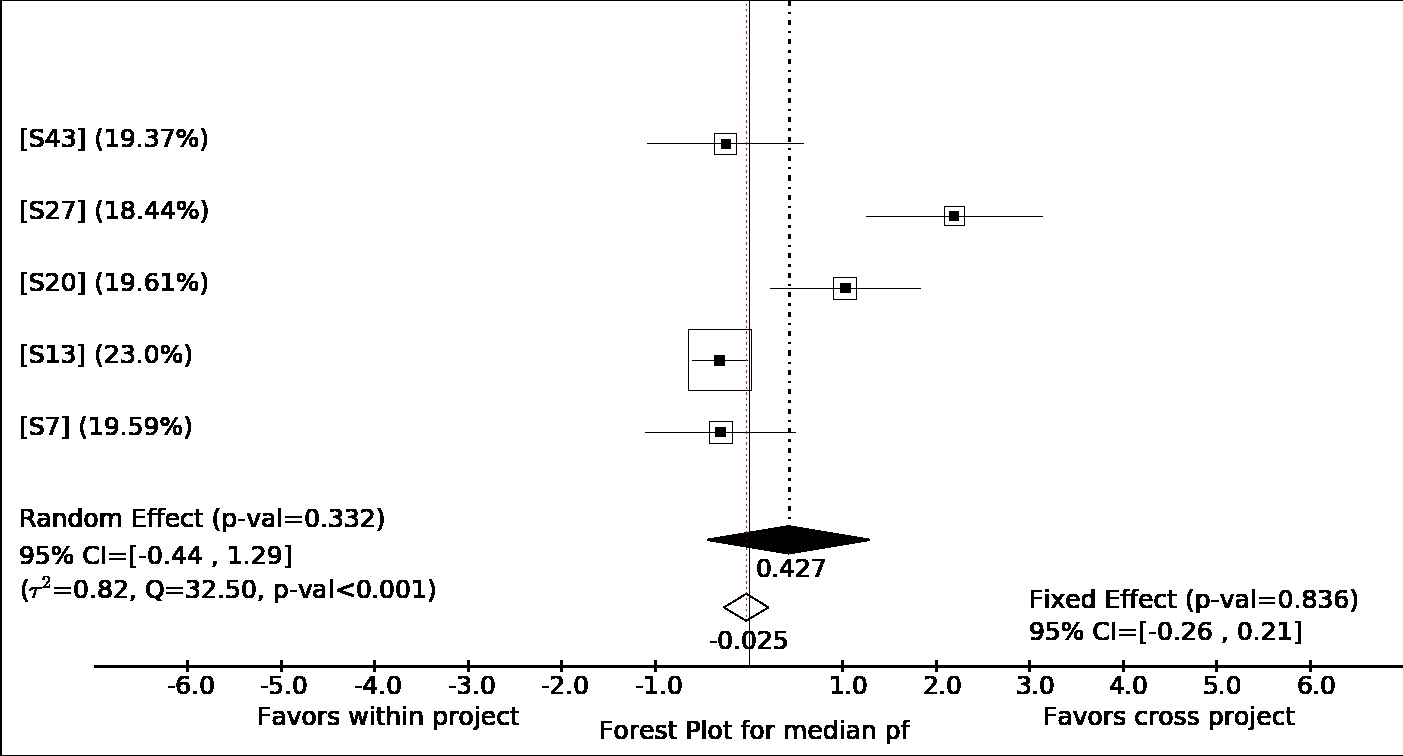 [S43] (19.37%)
[S27] (18.44%)
[S20] (19.61%)
[S13] (23.0%)
[S7] (19.59%)
Random Effect (p-val=0.332)
95% CI=[-0.44 , 1.29]
(τ²=0.82, Q=32.50, p-val<0.001)
0.427
Fixed Effect (p-val=0.836)
95% CI=[-0.26 , 0.21]
-0.025
-6.0 -5.0 -4.0 -3.0 -2.0 -1.0 1.0 2.0 3.0 4.0 5.0 6.0
Favors within project
Forest Plot for median pf
Favors cross project